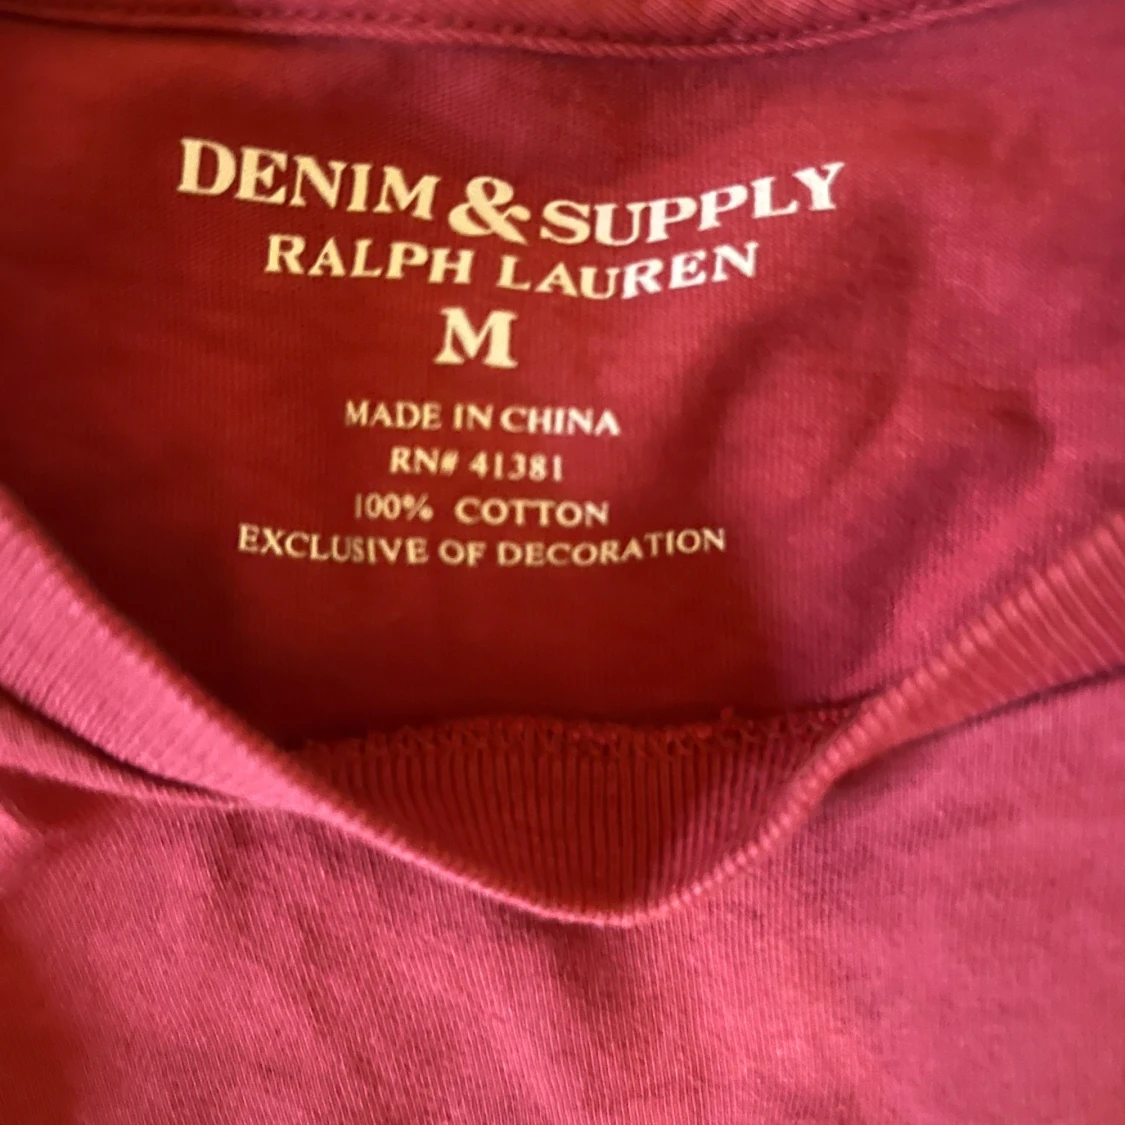 DENIM & SUPPLY
RALPH LAUREN
M
MADE IN CHINA
RN# 41381
100% COTTON
EXCLUSIVE OF DECORATION